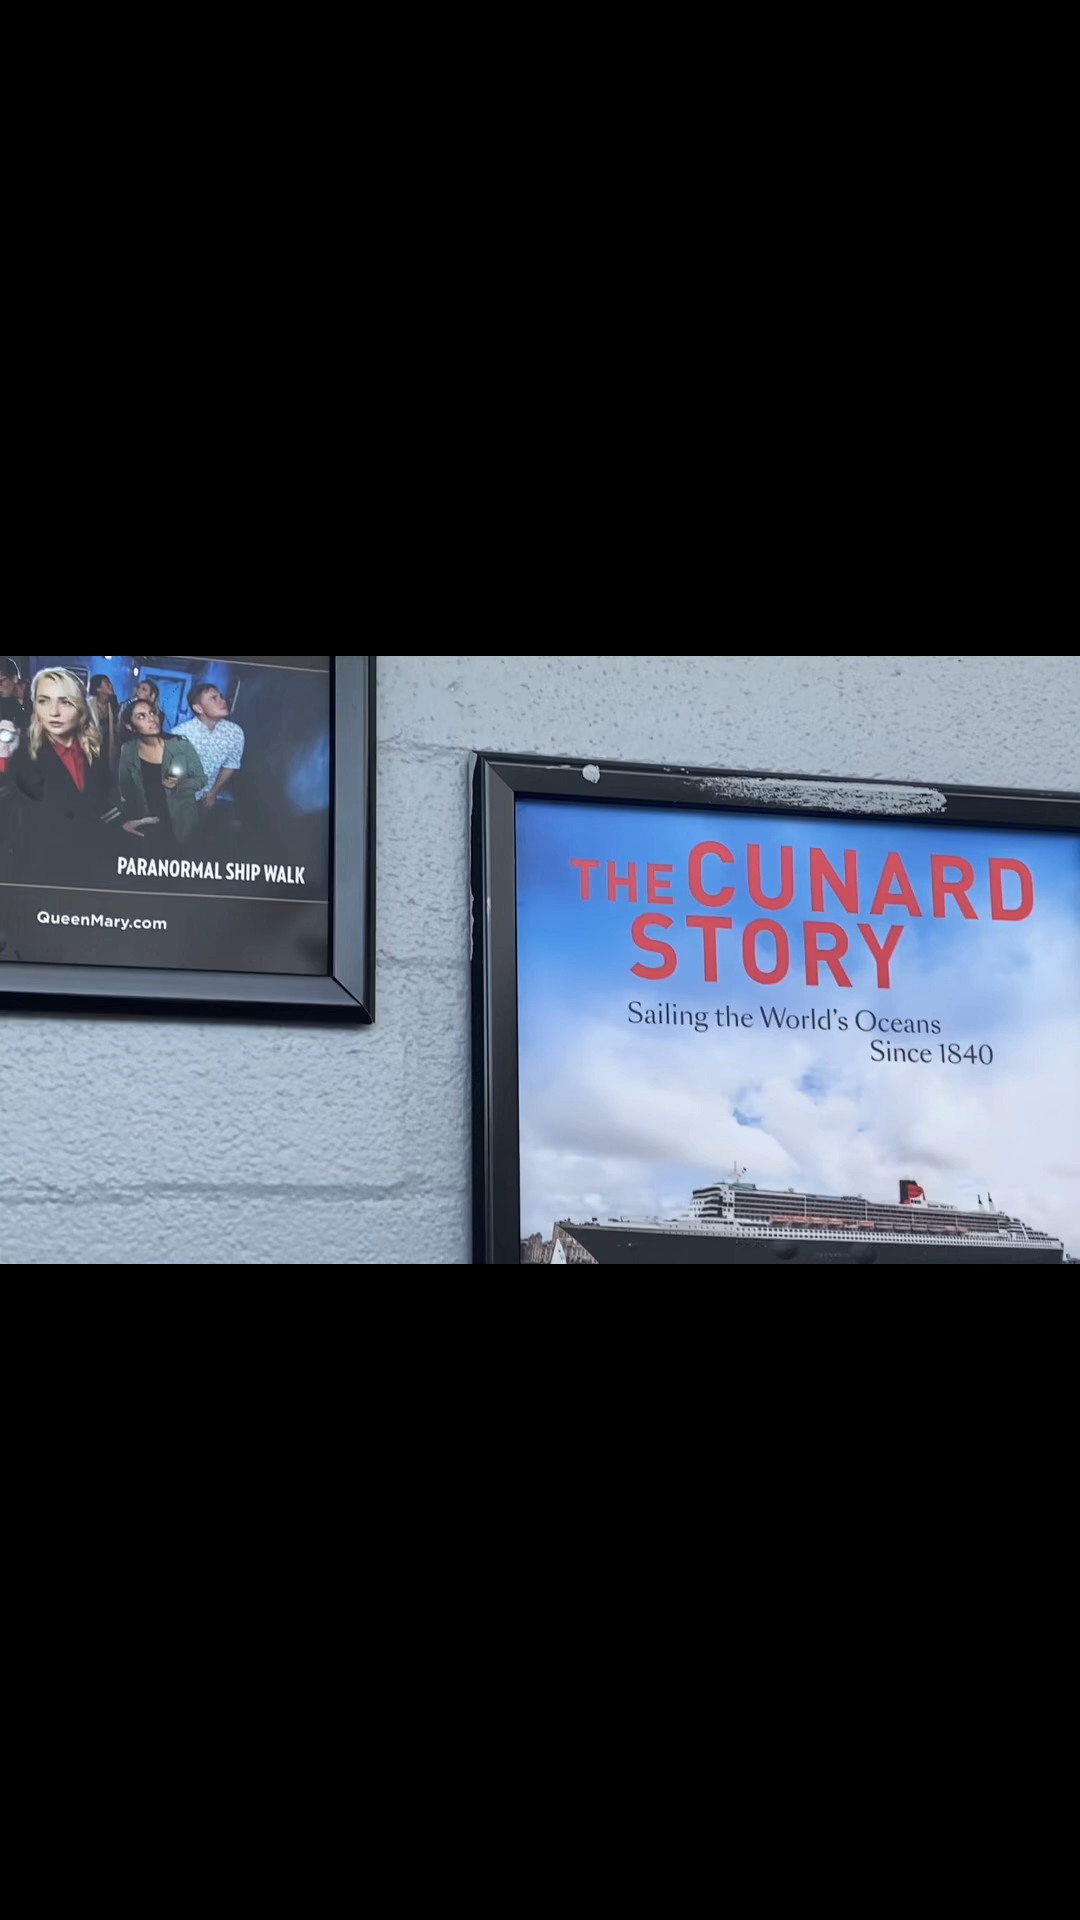 PARANORMAL SHIP WALK
QueenMary.com
THE CUNARD
STORY
Sailing the World's Oceans
Since 1840